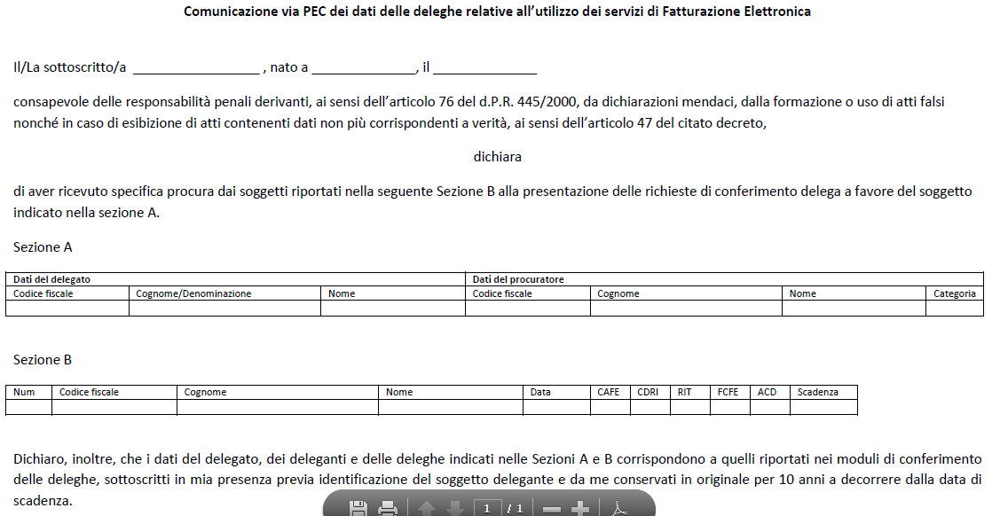 Comunicazione via PEC dei dati delle deleghe relative all’utilizzo dei servizi di Fatturazione Elettronica
Il/La sottoscritto/a _________________ , nato a ______________, il ______________
consapevole delle responsabilità penali derivanti, ai sensi dell’articolo 76 del d.P.R. 445/2000, da dichiarazioni mendaci, dalla formazione o uso di atti falsi
nonché in caso di esibizione di atti contenenti dati non più corrispondenti a verità, ai sensi dell’articolo 47 del citato decreto,
dichiara
di aver ricevuto specifica procura dai soggetti riportati nella seguente Sezione B alla presentazione delle richieste di conferimento delega a favore del soggetto
indicato nella sezione A.
Sezione A
Dati del delegato Dati del procuratore
Codice fiscale Cognome/Denominazione Nome Codice fiscale Cognome Nome Categoria
Sezione B
Num Codice fiscale Cognome Nome Data CAFE CDRI RIT FCFE ACD Scadenza
Dichiaro, inoltre, che i dati del delegato, dei deleganti e delle deleghe indicati nelle Sezioni A e B corrispondono a quelli riportati nei moduli di conferimento
delle deleghe, sottoscritti in mia presenza previa identificazione del soggetto delegante e da me conservati in originale per 10 anni a decorrere dalla data di
scadenza.
1 / 1